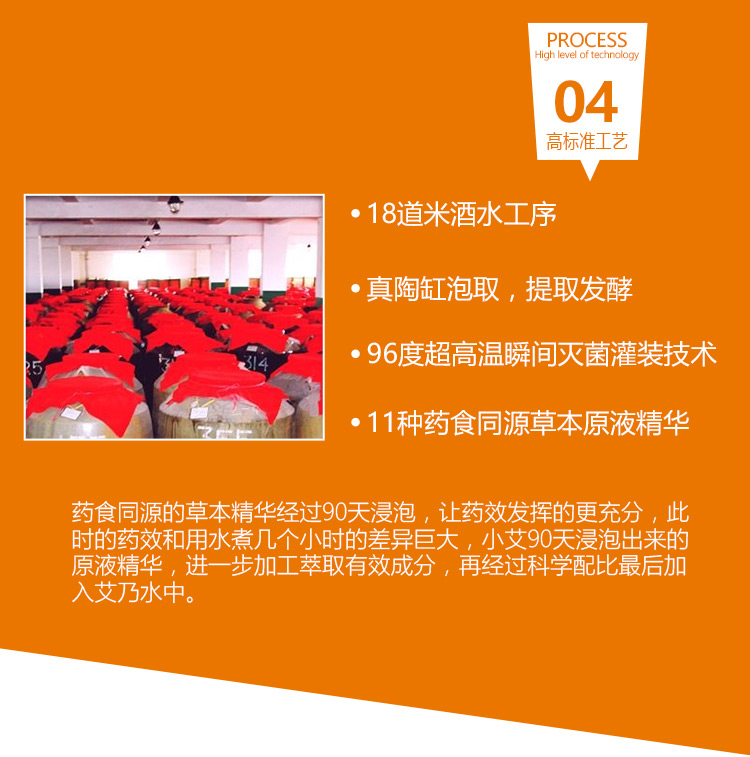 PROCESS
High level of technology
04
高标准工艺
•18道米酒水工序
•真陶缸泡取，提取发酵
•96度超高温瞬间灭菌灌装技术
•11种药食同源草本原液精华
314
355
药食同源的草本精华经过90天浸泡，让药效发挥的更充分，此
时的药效和用水煮几个小时的差异巨大，小艾90天浸泡出来的
原液精华，进一步加工萃取有效成分，再经过科学配比最后加
入艾乃水中。